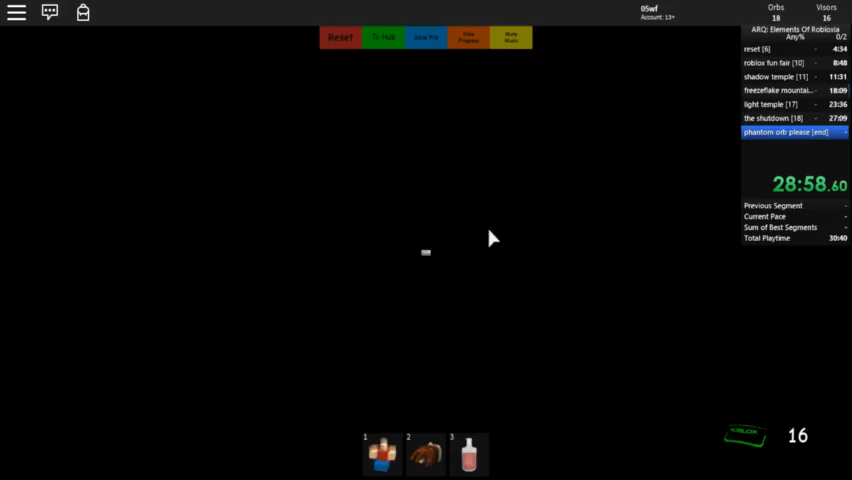 05wf
Account: 13+
Orbs
Visors
18
16
Reset
To Hub
Save File
View
Progress
Mute
Music
ARQ: Elements Of Robloxia
Any%
0/2
reset [6] - 4:34
roblox fun fair [10] - 8:48
shadow temple [11] - 11:31
freezeflake mountai... - 18:09
light temple [17] - 23:36
the shutdown [18] - 27:09
phantom orb please [end] -
28:58.60
Previous Segment -
Current Pace -
Sum of Best Segments -
Total Playtime 30:40
1
2
3
ROBLOX
16